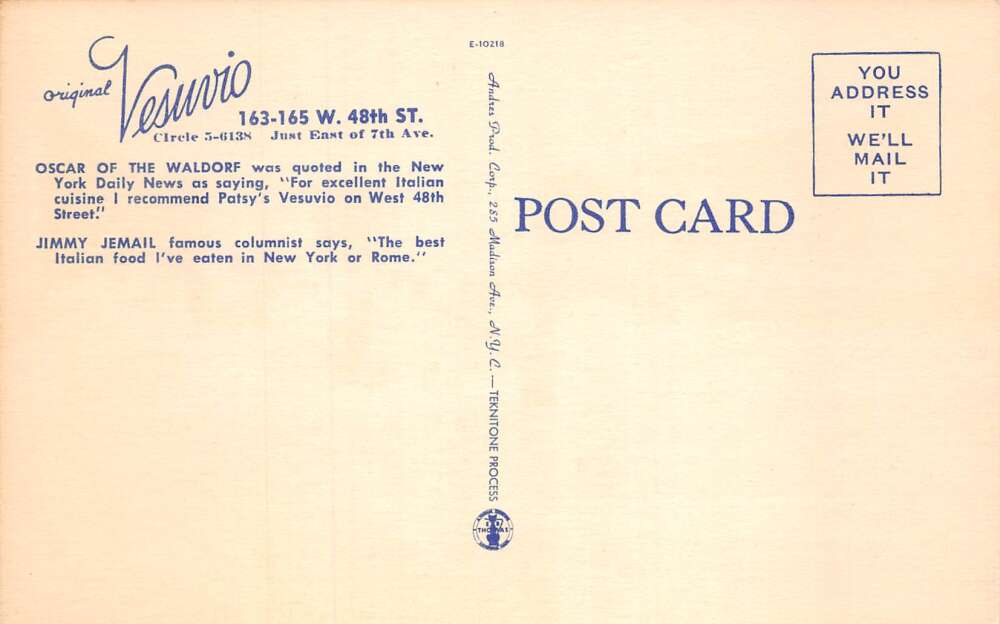 original Vesuvio
163-165 W. 48th ST.
CIrcle 5-6138 Just East of 7th Ave.
OSCAR OF THE WALDORF was quoted in the New
York Daily News as saying, "For excellent Italian
cuisine I recommend Patsy's Vesuvio on West 48th
Street."
JIMMY JEMAIL famous columnist says, "The best
Italian food I've eaten in New York or Rome."
E-10218
Andres Prod. Corp., 285 Madison Ave., N.Y.C. — TEKNITONE PROCESS
THOMAS
POST CARD
YOU
ADDRESS
IT
WE'LL
MAIL
IT